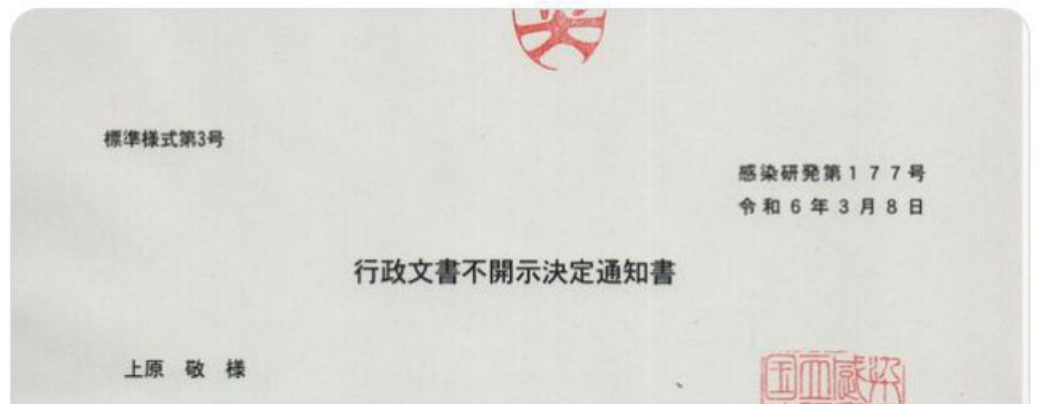 標準様式第3号
感染研発第177号
令和6年3月8日
行政文書不開示決定通知書
上原 敬 様